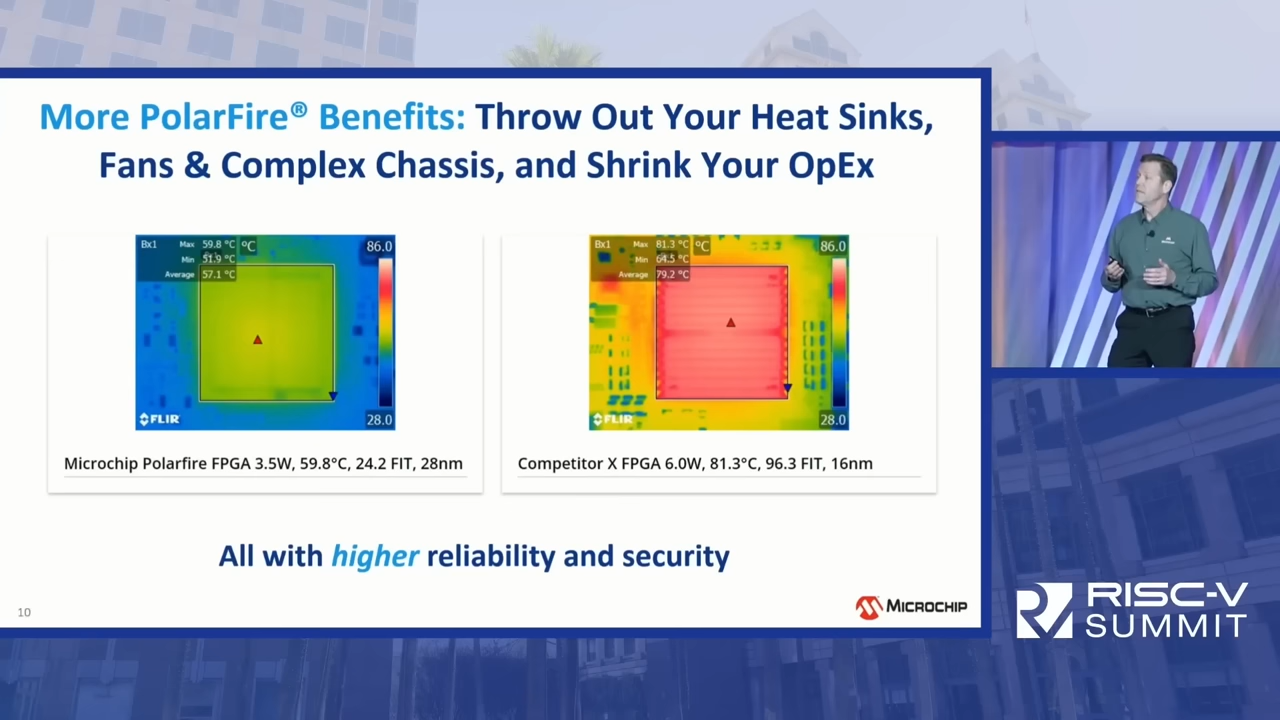 More PolarFire® Benefits: Throw Out Your Heat Sinks,
Fans & Complex Chassis, and Shrink Your OpEx
Bx1 Max 59.8 °C °C 86.0
Min 51.9 °C
Average 57.1 °C
FLIR 28.0
Microchip Polarfire FPGA 3.5W, 59.8°C, 24.2 FIT, 28nm
Bx1 Max 81.3 °C °C 86.0
Min 64.5 °C
Average 79.2 °C
FLIR 28.0
Competitor X FPGA 6.0W, 81.3°C, 96.3 FIT, 16nm
All with higher reliability and security
10
MICROCHIP
RISC-V
SUMMIT